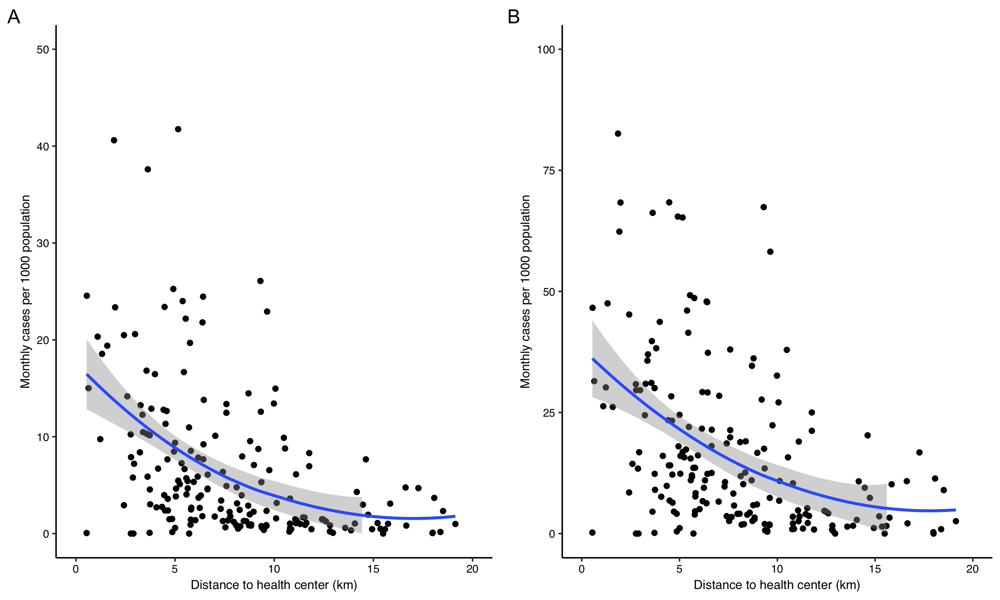 A
50
40
30
20
10
0
Monthly cases per 1000 population
0 5 10 15 20
Distance to health center (km)
B
100
75
50
25
0
Monthly cases per 1000 population
0 5 10 15 20
Distance to health center (km)